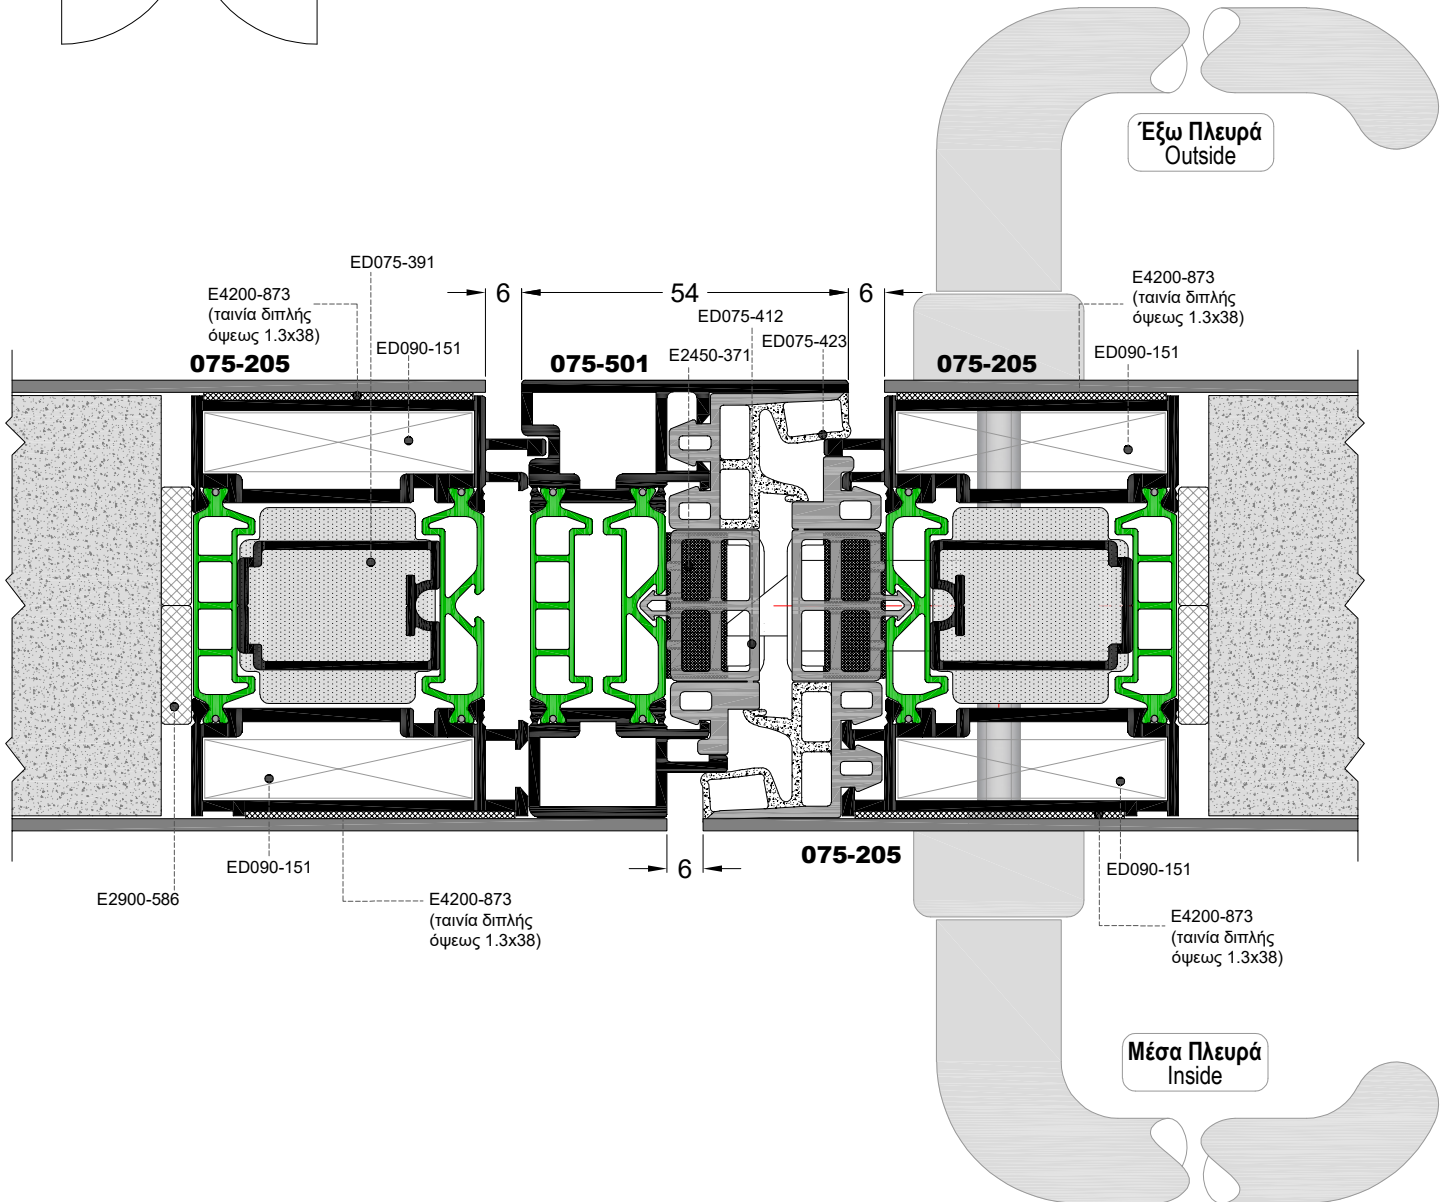 Έξω Πλευρά
Outside
ED075-391
E4200-873
(ταινία διπλής
όψεως 1.3x38)
6
54
6
E4200-873
(ταινία διπλής
όψεως 1.3x38)
ED075-412
ED075-423
E2450-371
ED090-151
ED090-151
075-205
075-501
075-205
075-205
6
ED090-151
ED090-151
E2900-586
E4200-873
(ταινία διπλής
όψεως 1.3x38)
E4200-873
(ταινία διπλής
όψεως 1.3x38)
Μέσα Πλευρά
Inside